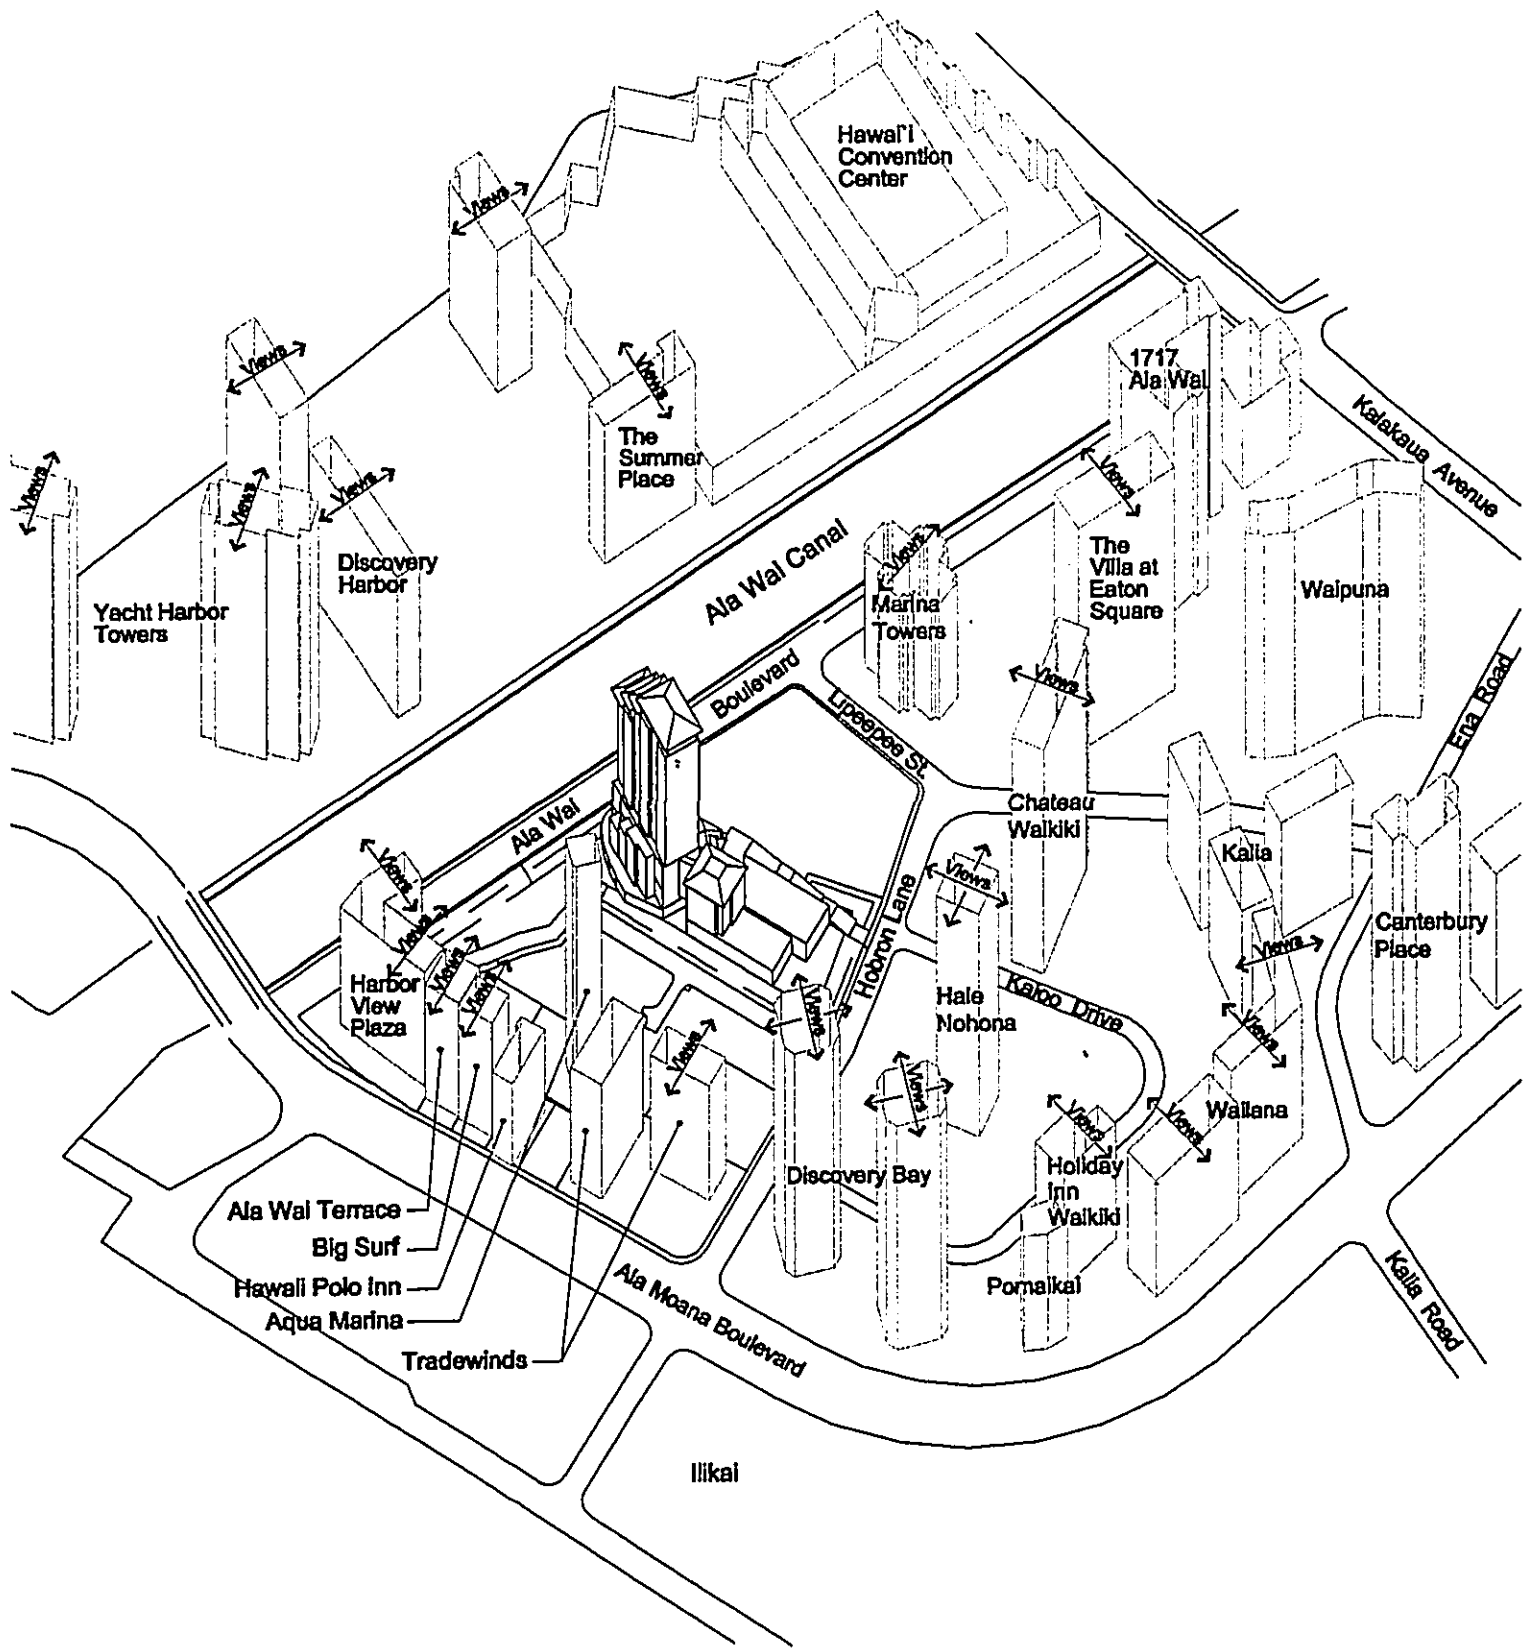 Hawai'i
Convention
Center
Views
Views
Views
The
Summer
Place
1717
Ala Wai
Kalakaua Avenue
Views
Views
Views
Discovery
Harbor
Yacht Harbor
Towers
Ala Wai Canal
Views
Marina
Towers
Views
The
Villa at
Eaton
Square
Waipuna
Ena Road
Ala Wai Boulevard
Lipeepee St.
Views
Chateau
Waikiki
Kalia
Canterbury
Place
Views
Views
Views
Views
Views
Harbor
View
Plaza
Hobron Lane
Hale
Nohona
Kaioo Drive
Views
Views
Views
Views
Views
Discovery Bay
Views
Holiday
Inn
Waikiki
Views
Wailana
Pomaikai
Ala Wai Terrace
Big Surf
Hawaii Polo Inn
Aqua Marina
Tradewinds
Ala Moana Boulevard
Kalia Road
Ilikai